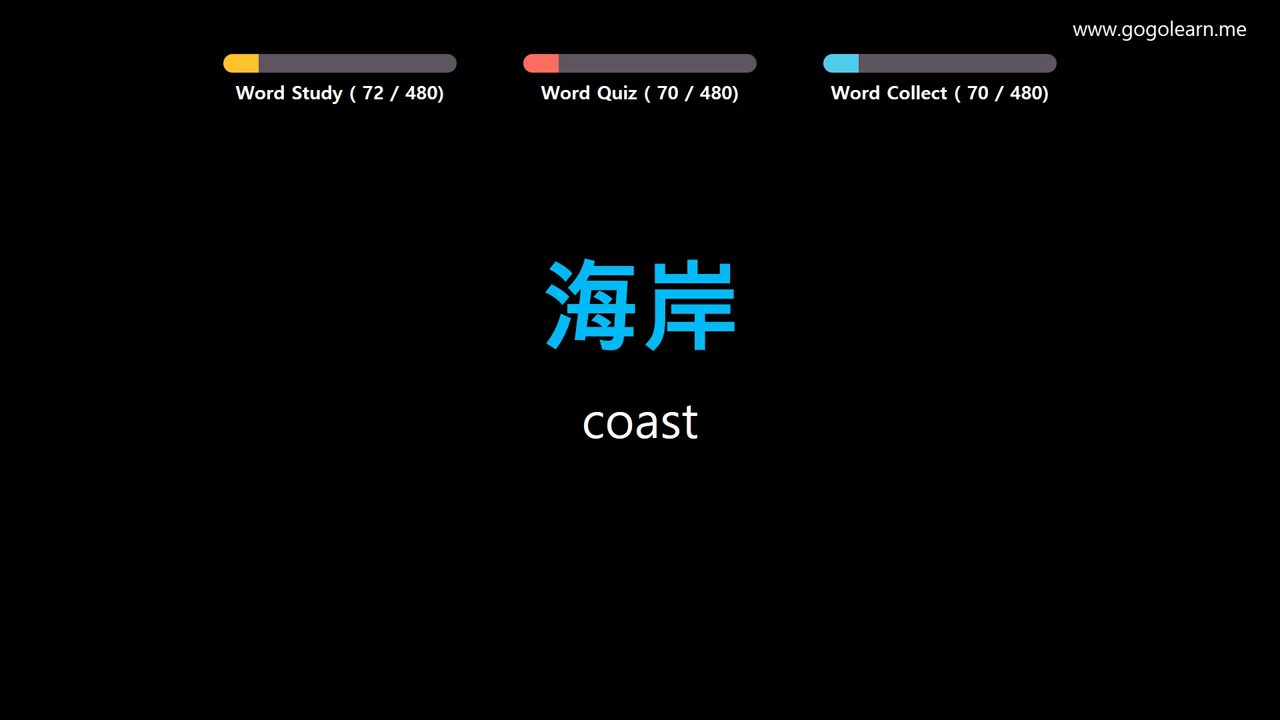 www.gogolearn.me
Word Study ( 72 / 480)
Word Quiz ( 70 / 480)
Word Collect ( 70 / 480)
海岸
coast